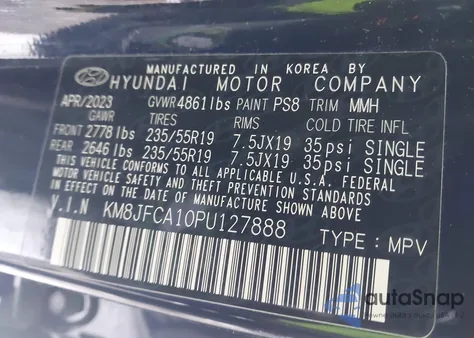 MANUFACTURED IN KOREA BY
HYUNDAI MOTOR COMPANY
APR/2023 GVWR4861lbs PAINT PS8 TRIM MMH
GAWR TIRES RIMS COLD TIRE INFL
FRONT 2778 lbs 235/55R19 7.5JX19 35psi SINGLE
REAR 2646 lbs 235/55R19 7.5JX19 35psi SINGLE
THIS VEHICLE CONFORMS TO ALL APPLICABLE U.S.A. FEDERAL
MOTOR VEHICLE SAFETY AND THEFT PREVENTION STANDARDS
IN EFFECT ON THE DATE OF MANUFACTURE SHOWN ABOVE.
V.I.N KM8JFCA10PU127888 TYPE : MPV
autoSnap